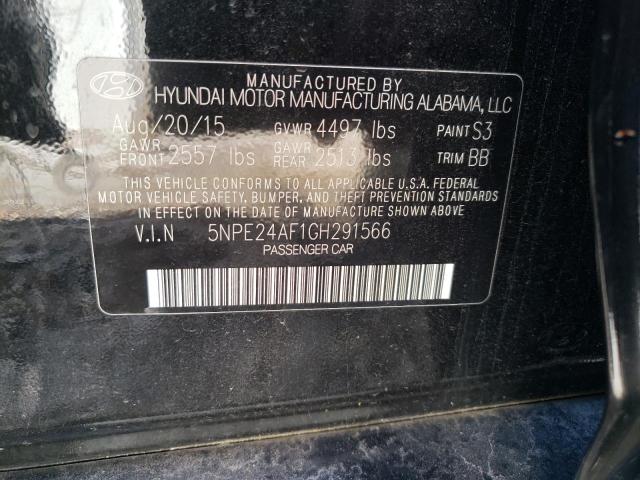 MANUFACTURED BY
HYUNDAI MOTOR MANUFACTURING ALABAMA, LLC
Aug/20/15 GVWR 4497 lbs PAINT S3
GAWR FRONT 2557 lbs GAWR REAR 2513 lbs TRIM BB
THIS VEHICLE CONFORMS TO ALL APPLICABLE U.S.A. FEDERAL
MOTOR VEHICLE SAFETY, BUMPER, AND THEFT PREVENTION STANDARDS
IN EFFECT ON THE DATE OF MANUFACTURE SHOWN ABOVE
V.I.N 5NPE24AF1GH291566
PASSENGER CAR